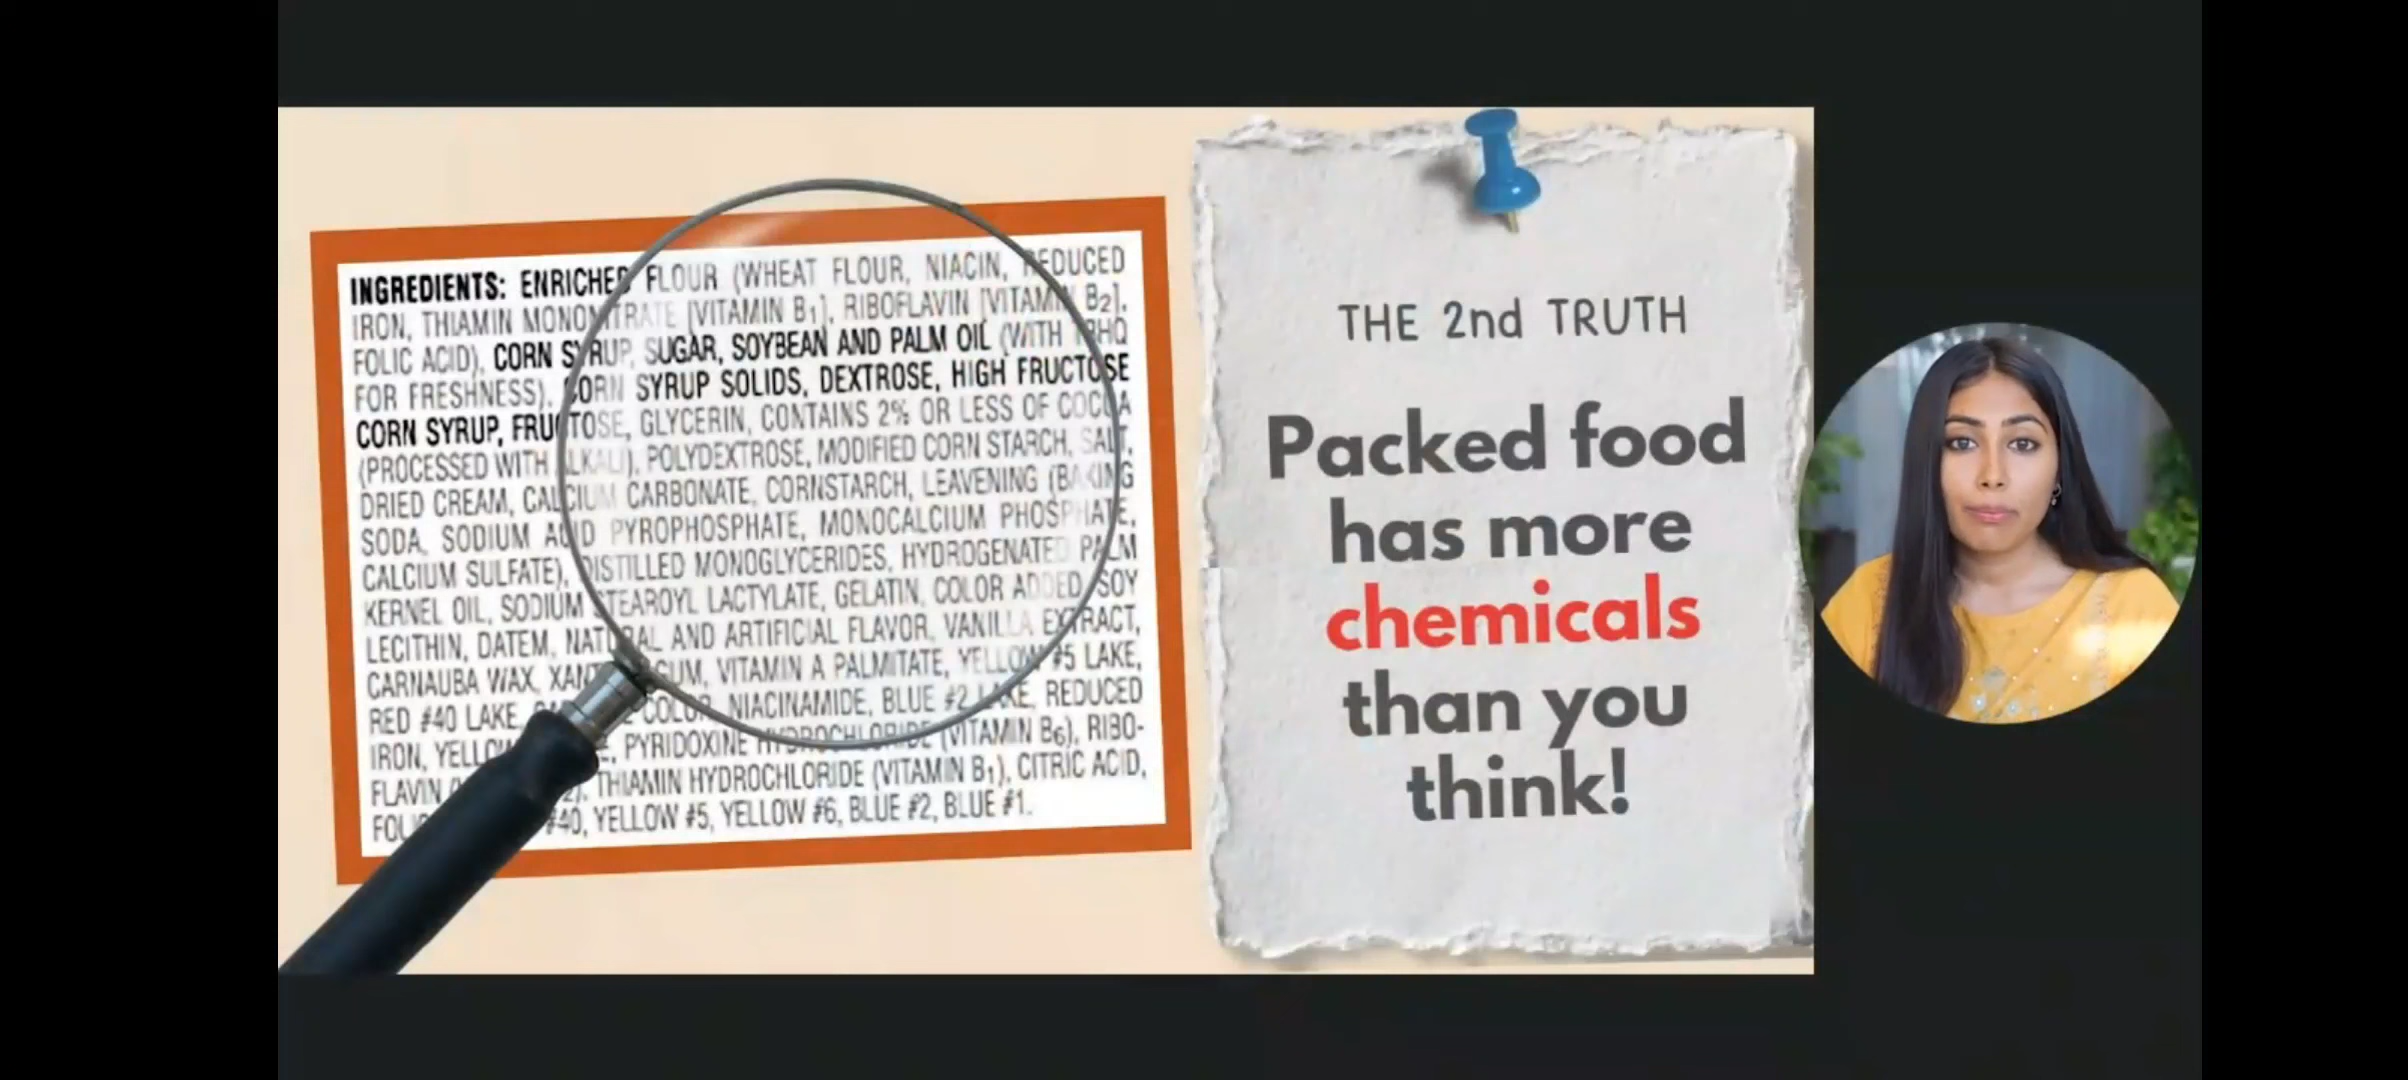 INGREDIENTS: ENRICHED FLOUR (WHEAT FLOUR, NIACIN, REDUCED
IRON, THIAMIN MONONITRATE [VITAMIN B1], RIBOFLAVIN [VITAMIN B2],
FOLIC ACID), CORN SYRUP, SUGAR, SOYBEAN AND PALM OIL (WITH TBHQ
FOR FRESHNESS), CORN SYRUP SOLIDS, DEXTROSE, HIGH FRUCTOSE
CORN SYRUP, FRUCTOSE, GLYCERIN, CONTAINS 2% OR LESS OF COCOA
(PROCESSED WITH ALKALI), POLYDEXTROSE, MODIFIED CORN STARCH, SALT,
DRIED CREAM, CALCIUM CARBONATE, CORNSTARCH, LEAVENING (BAKING
SODA, SODIUM ACID PYROPHOSPHATE, MONOCALCIUM PHOSPHATE,
CALCIUM SULFATE), DISTILLED MONOGLYCERIDES, HYDROGENATED PALM
KERNEL OIL, SODIUM STEAROYL LACTYLATE, GELATIN, COLOR ADDED, SOY
LECITHIN, DATEM, NATURAL AND ARTIFICIAL FLAVOR, VANILLA EXTRACT,
CARNAUBA WAX, GUM, VITAMIN A PALMITATE, YELLOW #5 LAKE,
RED #40 LAKE, COLOR, NIACINAMIDE, BLUE #2 LAKE, REDUCED
IRON, PYRIDOXINE HYDROCHLORIDE (VITAMIN B6), RIBO-
FLAVIN THIAMIN HYDROCHLORIDE (VITAMIN B1), CITRIC ACID,
#40, YELLOW #5, YELLOW #6, BLUE #2, BLUE #1.
THE 2nd TRUTH
Packed food
has more
chemicals
than you
think!